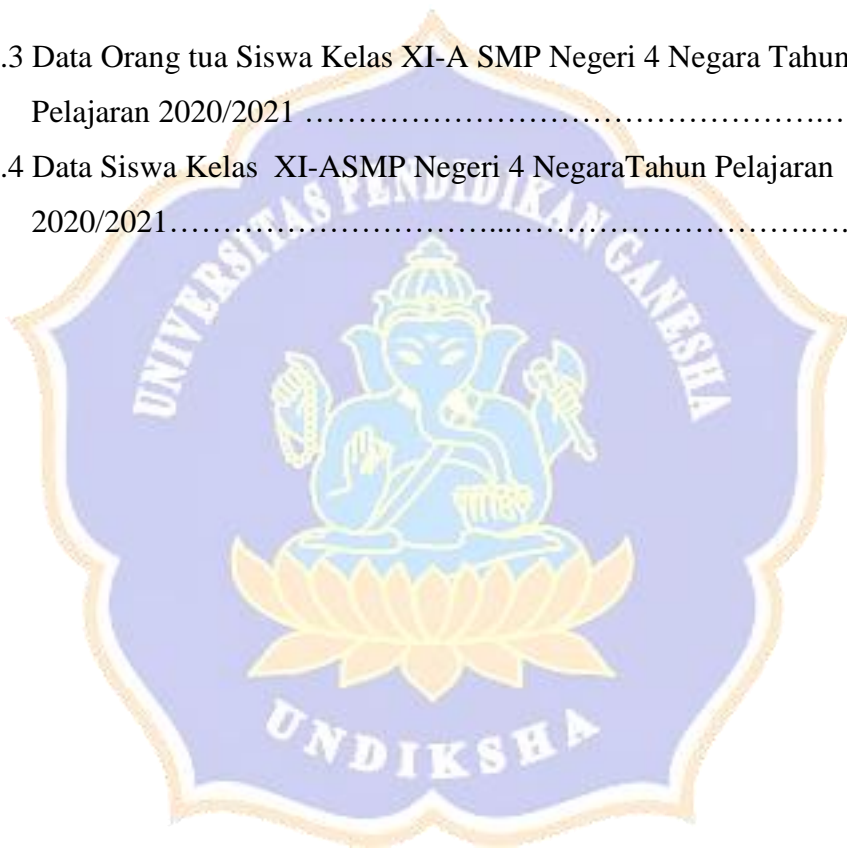 .3 Data Orang tua Siswa Kelas XI-A SMP Negeri 4 Negara Tahun
Pelajaran 2020/2021 ……………………………………………….…
.4 Data Siswa Kelas  XI-ASMP Negeri 4 NegaraTahun Pelajaran
2020/2021……….…………………...……………………….….
UNIVERSITAS PENDIDIKAN GANESHA
UNDIKSHA